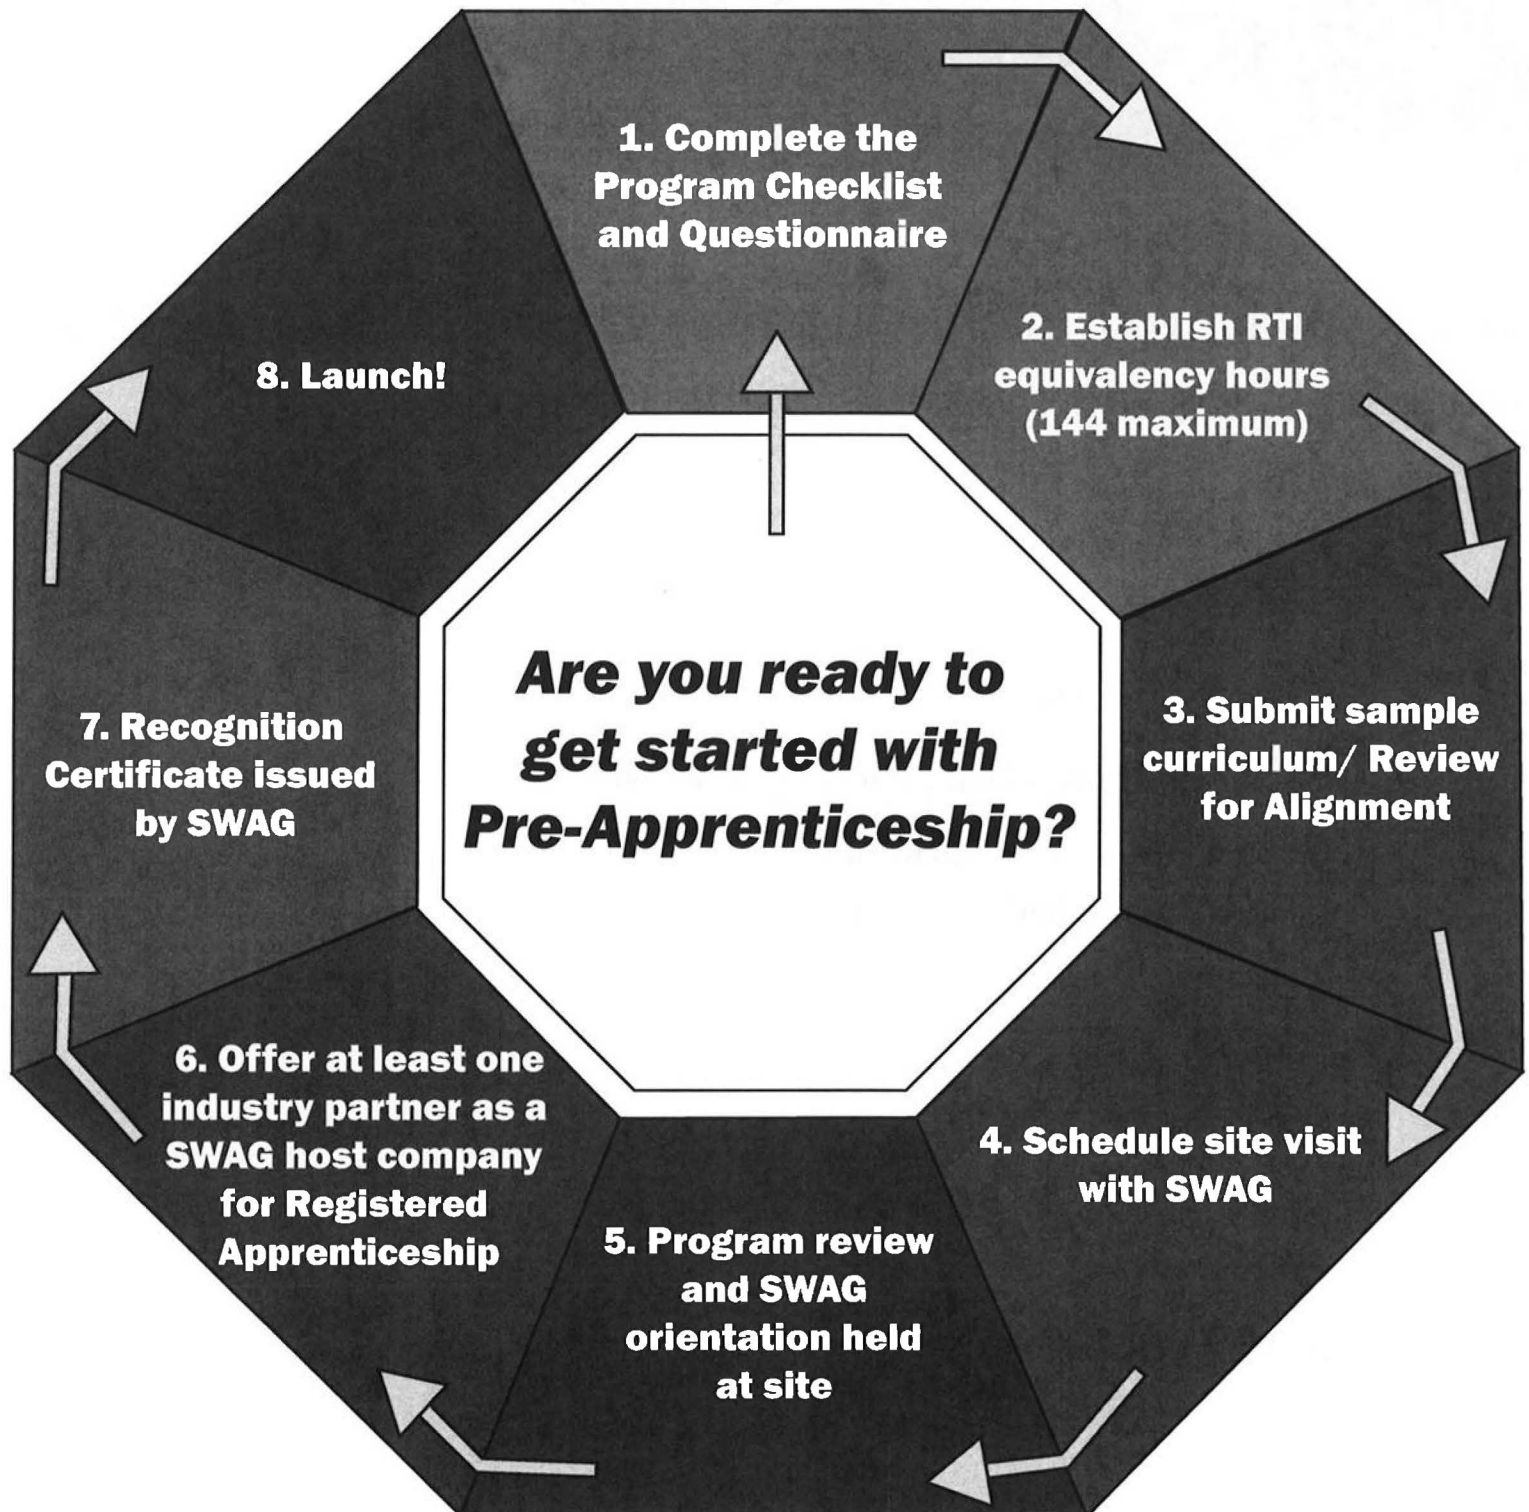 1. Complete the
Program Checklist
and Questionnaire
2. Establish RTI
equivalency hours
(144 maximum)
3. Submit sample
curriculum/ Review
for Alignment
4. Schedule site visit
with SWAG
5. Program review
and SWAG
orientation held
at site
6. Offer at least one
industry partner as a
SWAG host company
for Registered
Apprenticeship
7. Recognition
Certificate issued
by SWAG
8. Launch!
Are you ready to
get started with
Pre-Apprenticeship?